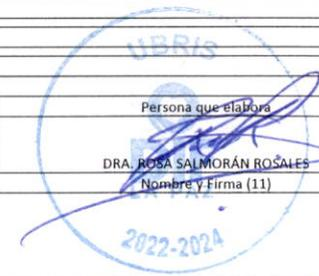 UBRIS
Persona que elabora
DRA. ROSA SALMORÁN ROSALES
Nombre y Firma (11)
LA PAZ
2022-2024